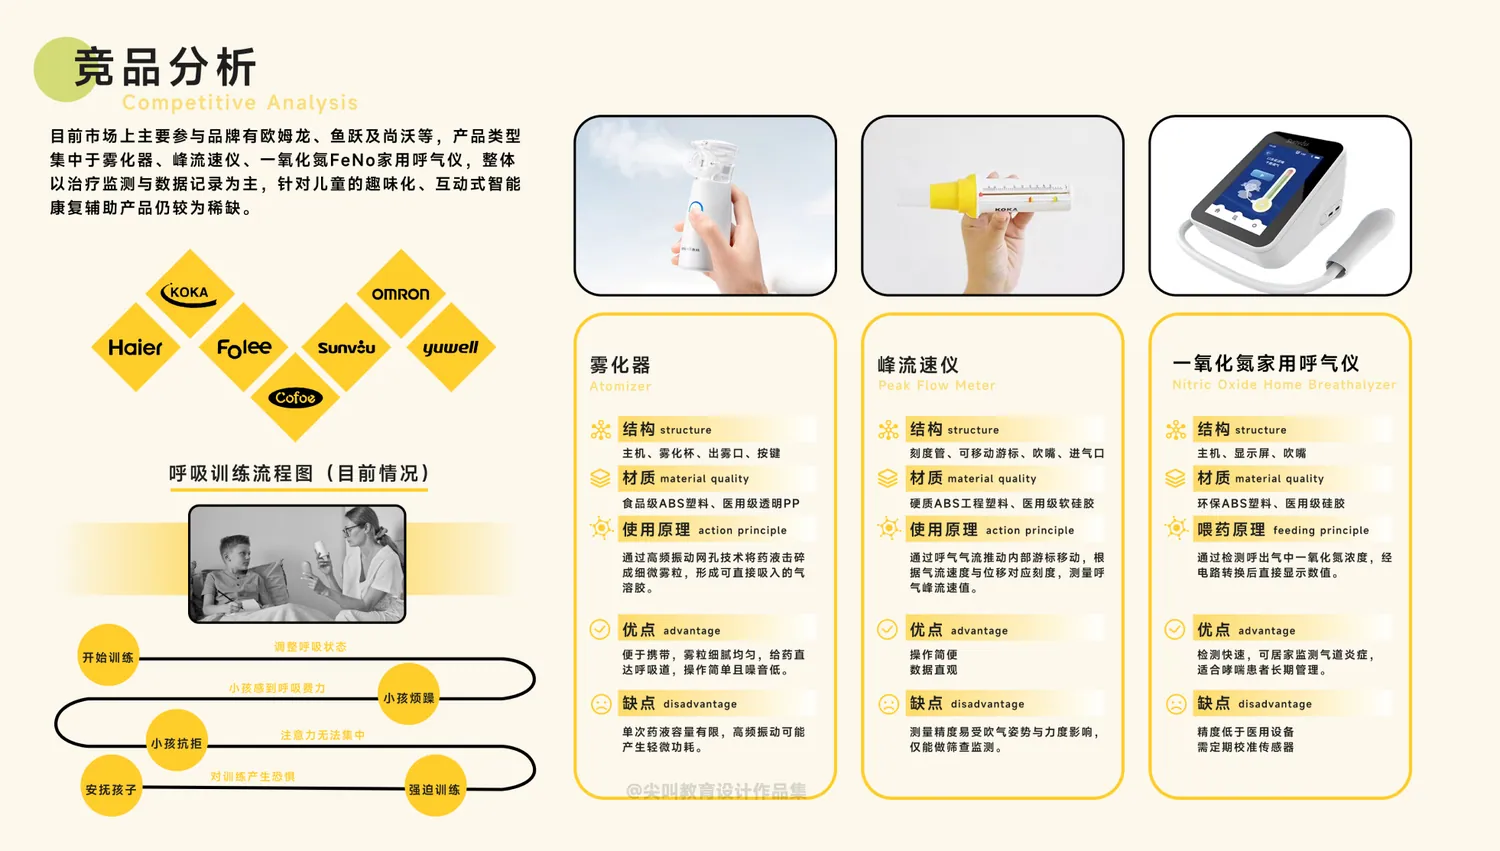 竞品分析
Competitive Analysis
目前市场上主要参与品牌有欧姆龙、鱼跃及尚沃等，产品类型
集中于雾化器、峰流速仪、一氧化氮FeNo家用呼气仪，整体
以治疗监测与数据记录为主，针对儿童的趣味化、互动式智能
康复辅助产品仍较为稀缺。
KOKA
OMRON
Haier
Folee
Sunvou
yuwell
Cofoe
呼吸训练流程图（目前情况）
开始训练
调整呼吸状态
小孩感到呼吸费力
小孩烦躁
小孩抗拒
注意力无法集中
安抚孩子
对训练产生恐惧
强迫训练
KOKA
雾化器
Atomizer
结构 structure
主机、雾化杯、出雾口、按键
材质 material quality
食品级ABS塑料、医用级透明PP
使用原理 action principle
通过高频振动网孔技术将药液击碎
成细微雾粒，形成可直接吸入的气
溶胶。
优点 advantage
便于携带，雾粒细腻均匀，给药直
达呼吸道，操作简单且噪音低。
缺点 disadvantage
单次药液容量有限，高频振动可能
产生轻微功耗。
峰流速仪
Peak Flow Meter
结构 structure
刻度管、可移动游标、吹嘴、进气口
材质 material quality
硬质ABS工程塑料、医用级软硅胶
使用原理 action principle
通过呼气气流推动内部游标移动，根
据气流速度与位移对应刻度，测量呼
气峰流速值。
优点 advantage
操作简便
数据直观
缺点 disadvantage
测量精度易受吹气姿势与力度影响，
仅能做筛查监测。
一氧化氮家用呼气仪
Nitric Oxide Home Breathalyzer
结构 structure
主机、显示屏、吹嘴
材质 material quality
环保ABS塑料、医用级硅胶
喂药原理 feeding principle
通过检测呼出气中一氧化氮浓度，经
电路转换后直接显示数值。
优点 advantage
检测快速，可居家监测气道炎症，
适合哮喘患者长期管理。
缺点 disadvantage
精度低于医用设备
需定期校准传感器
@尖叫教育设计作品集